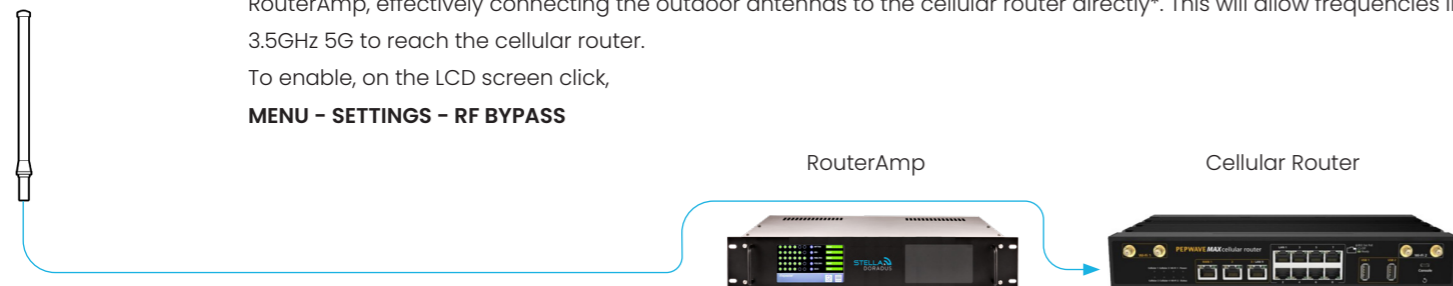 RouterAmp, effectively connecting the outdoor antennas to the cellular router directly*. This will allow frequencies
3.5GHz 5G to reach the cellular router.
To enable, on the LCD screen click,
MENU - SETTINGS - RF BYPASS
RouterAmp
Cellular Router
STELLA
DORADUS
PEPWAVE MAX cellular router